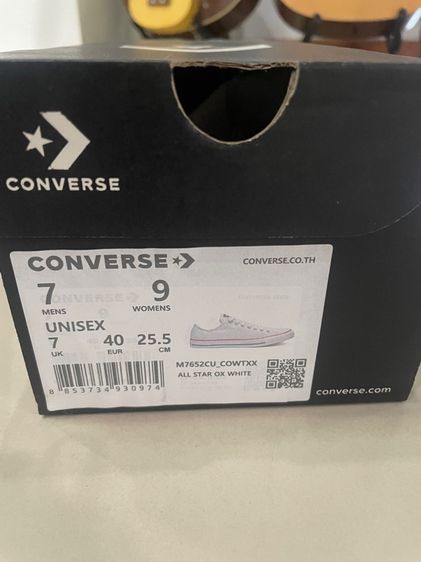 CONVERSE
CONVERSE CONVERSE.CO.TH
7 9
MENS WOMENS
UNISEX
7 40 25.5
UK EUR CM
M7652CU_COWTXX
ALL STAR OX WHITE
8 853734 930974
converse.com